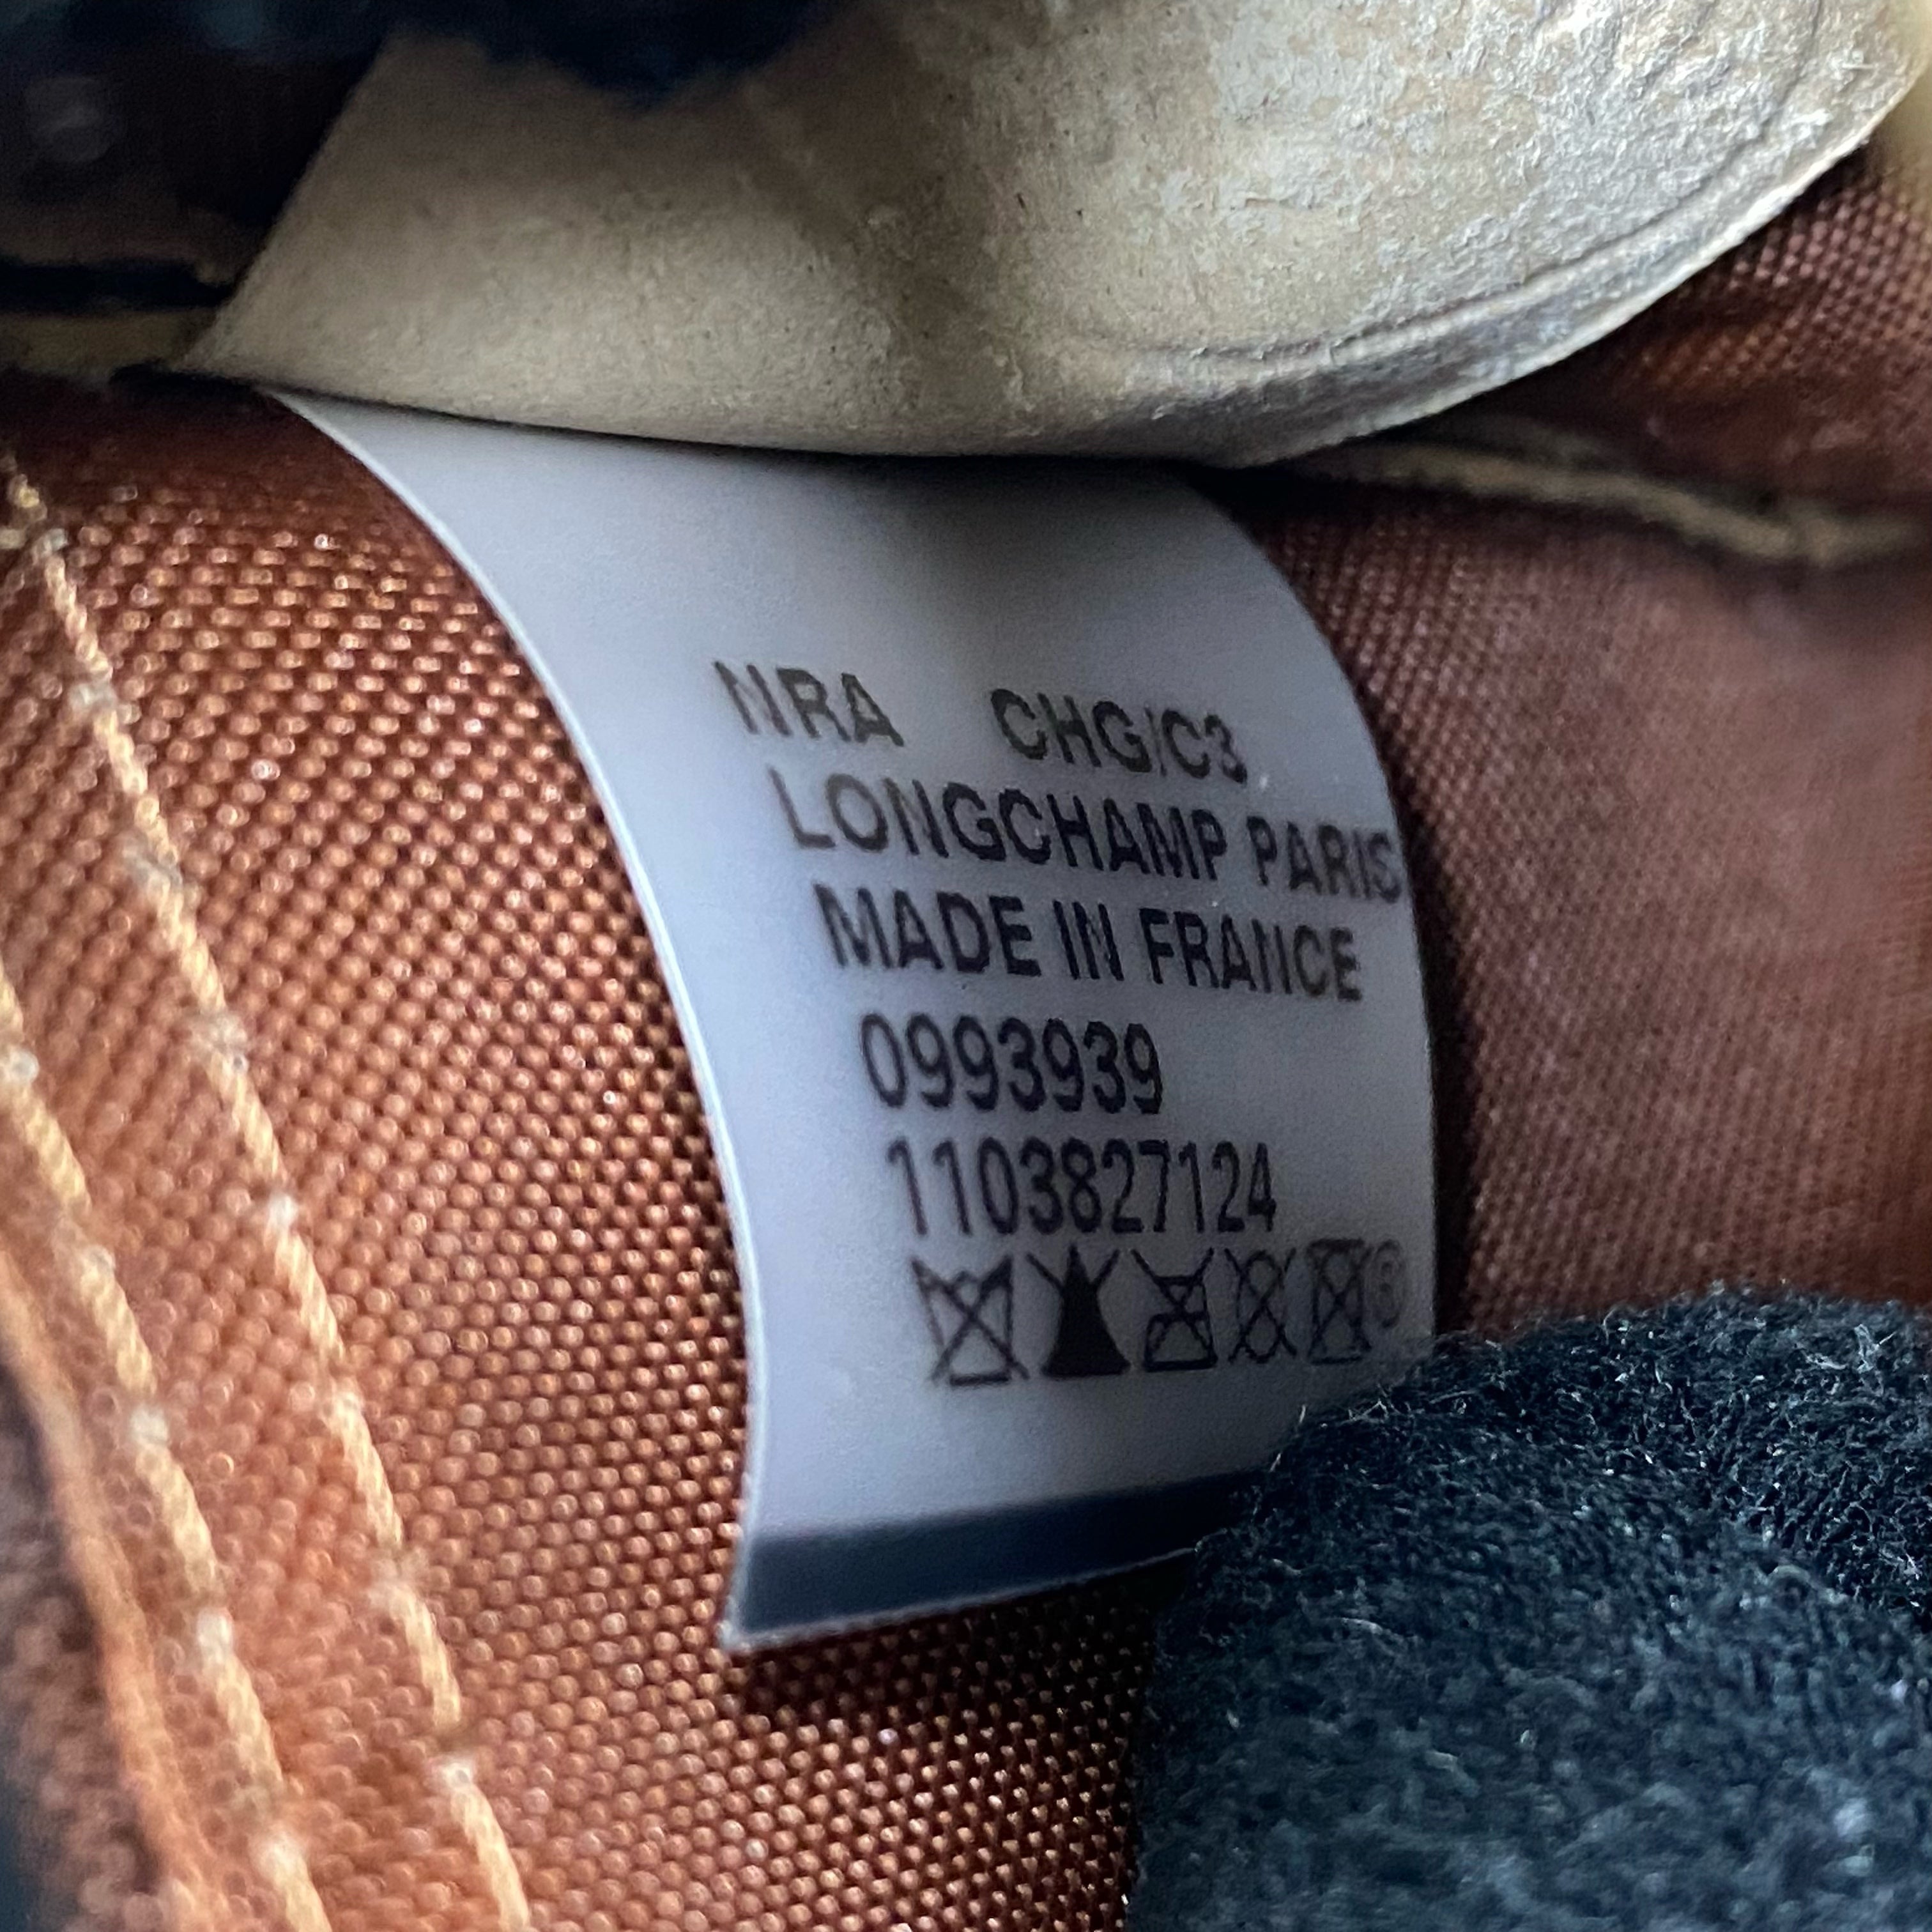 NRA CHG/C3
LONGCHAMP PARIS
MADE IN FRANCE
0993939
1103827124